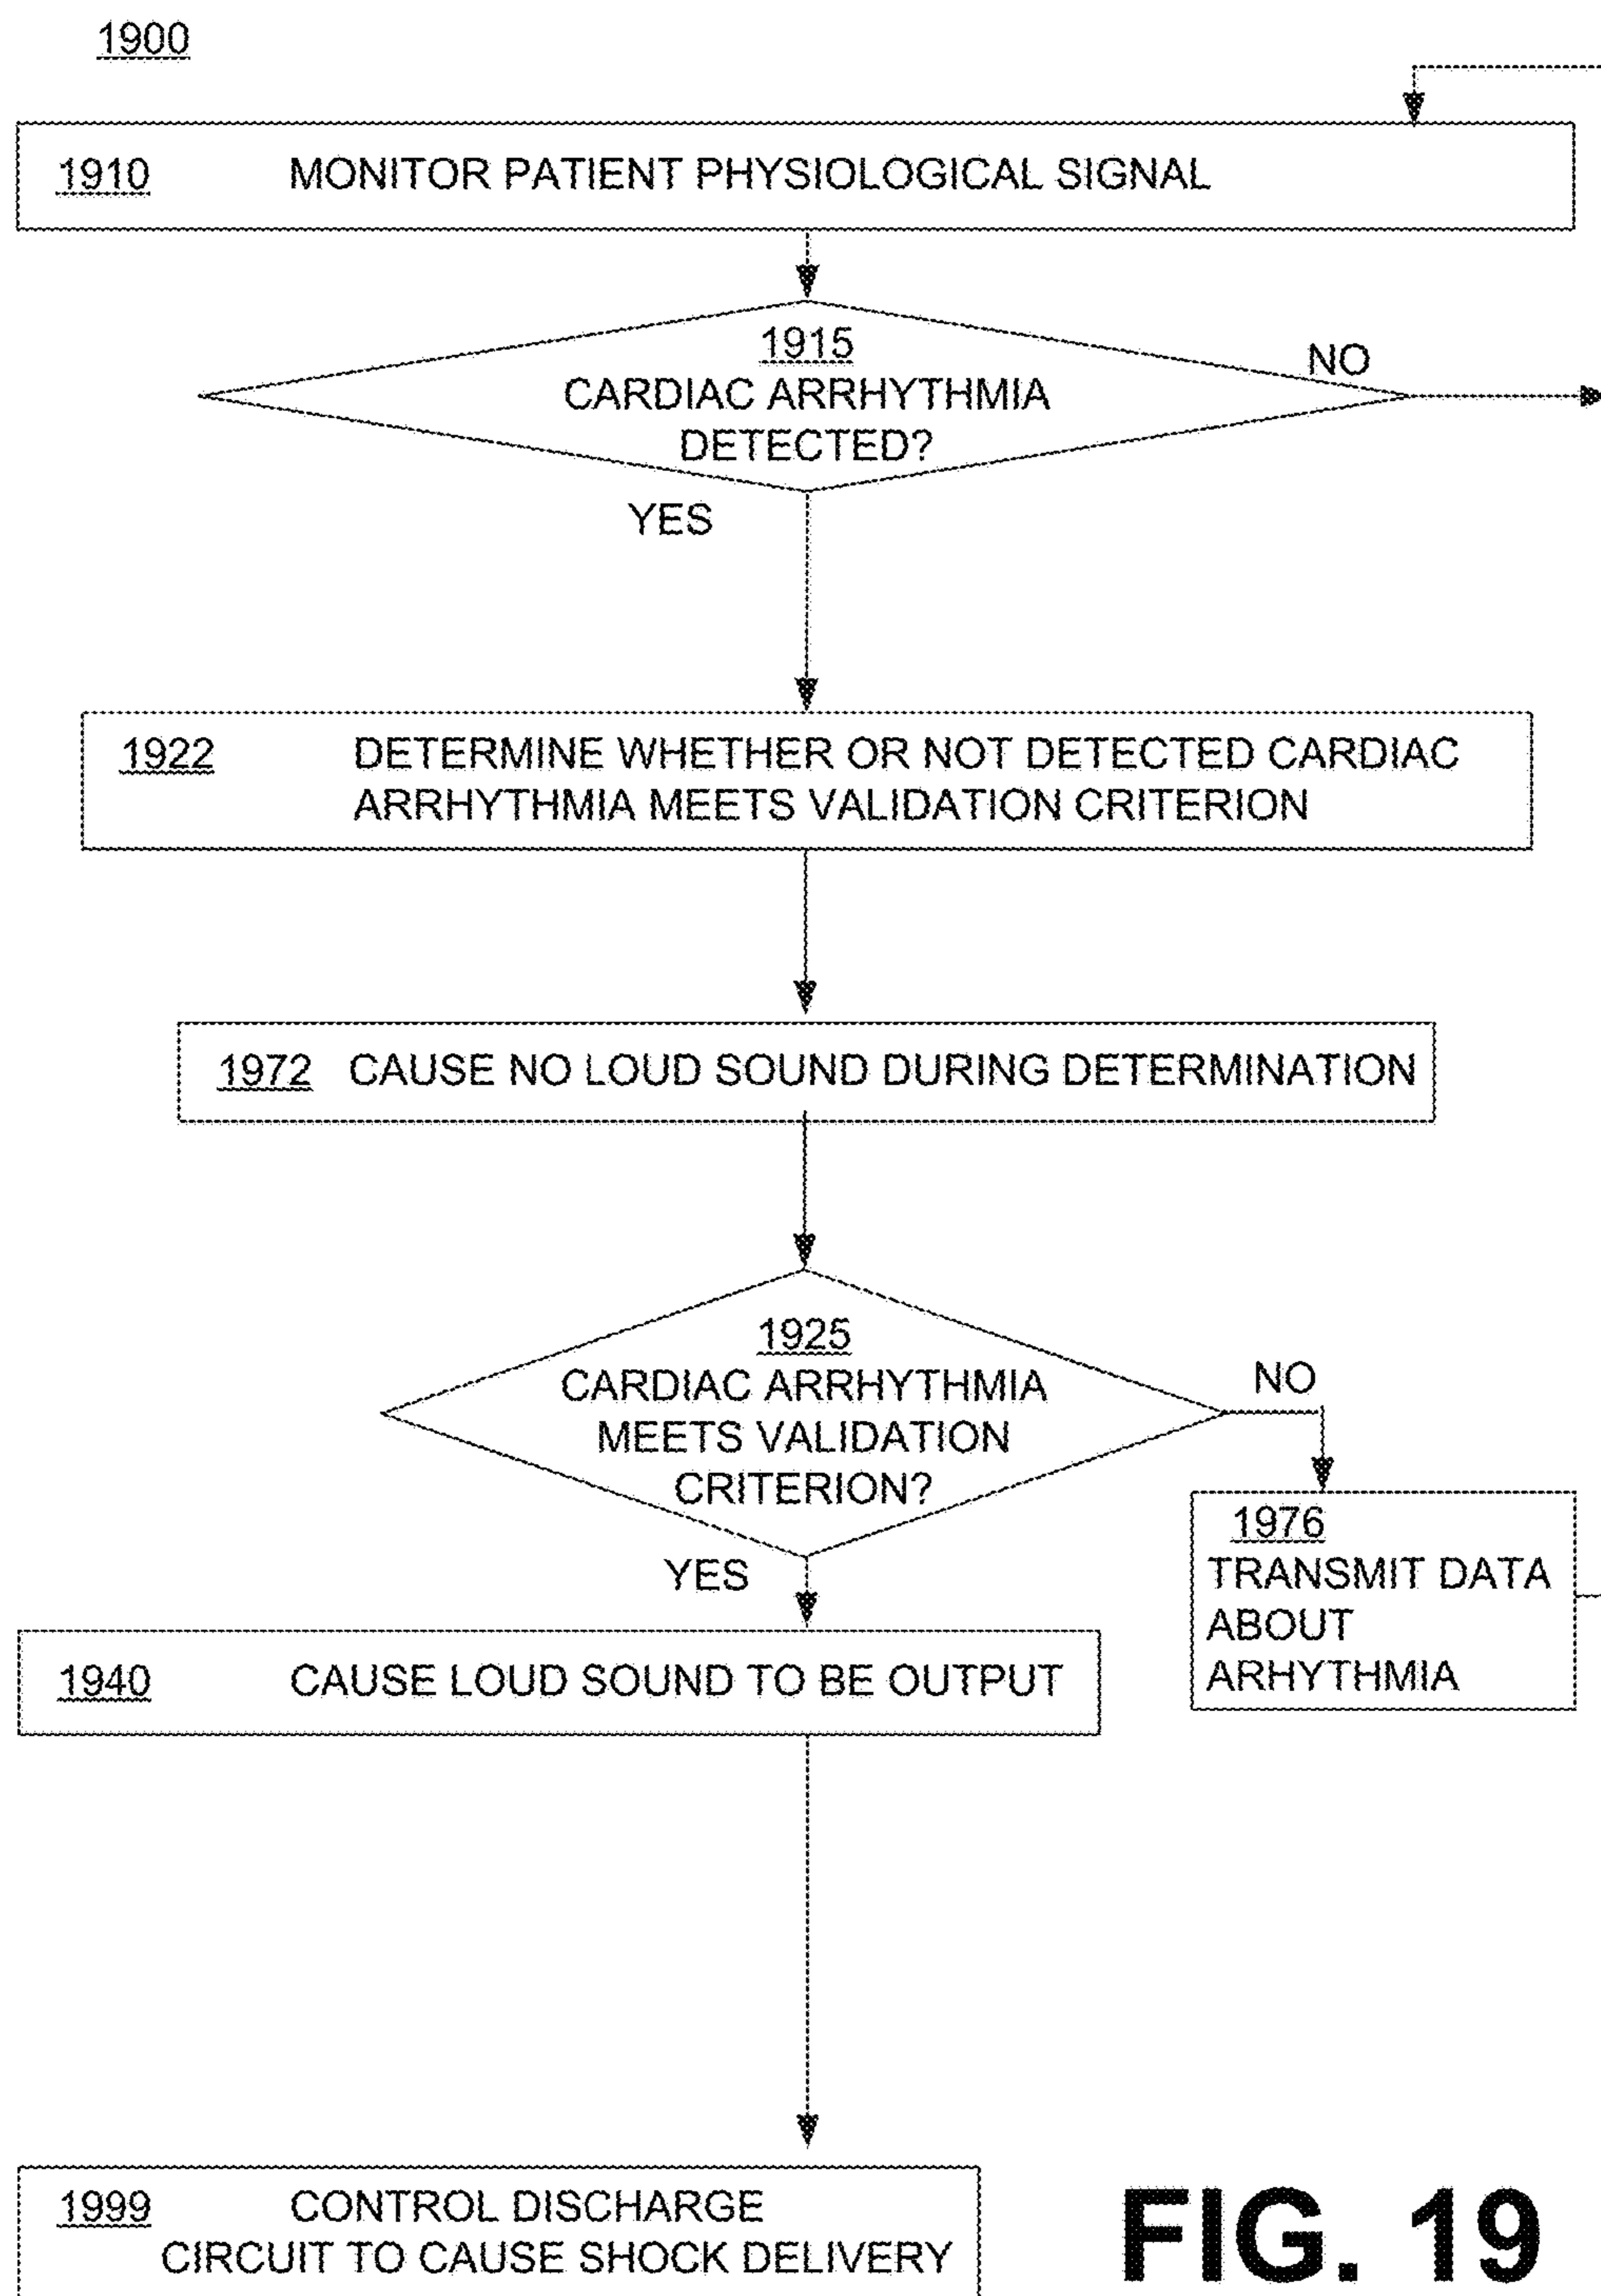 1900
1910 MONITOR PATIENT PHYSIOLOGICAL SIGNAL
1915
CARDIAC ARRHYTHMIA
DETECTED?
NO
YES
1922 DETERMINE WHETHER OR NOT DETECTED CARDIAC
ARRHYTHMIA MEETS VALIDATION CRITERION
1972 CAUSE NO LOUD SOUND DURING DETERMINATION
1925
CARDIAC ARRHYTHMIA
MEETS VALIDATION
CRITERION?
NO
YES
1976
TRANSMIT DATA
ABOUT
ARHYTHMIA
1940 CAUSE LOUD SOUND TO BE OUTPUT
1999 CONTROL DISCHARGE
CIRCUIT TO CAUSE SHOCK DELIVERY
FIG. 19